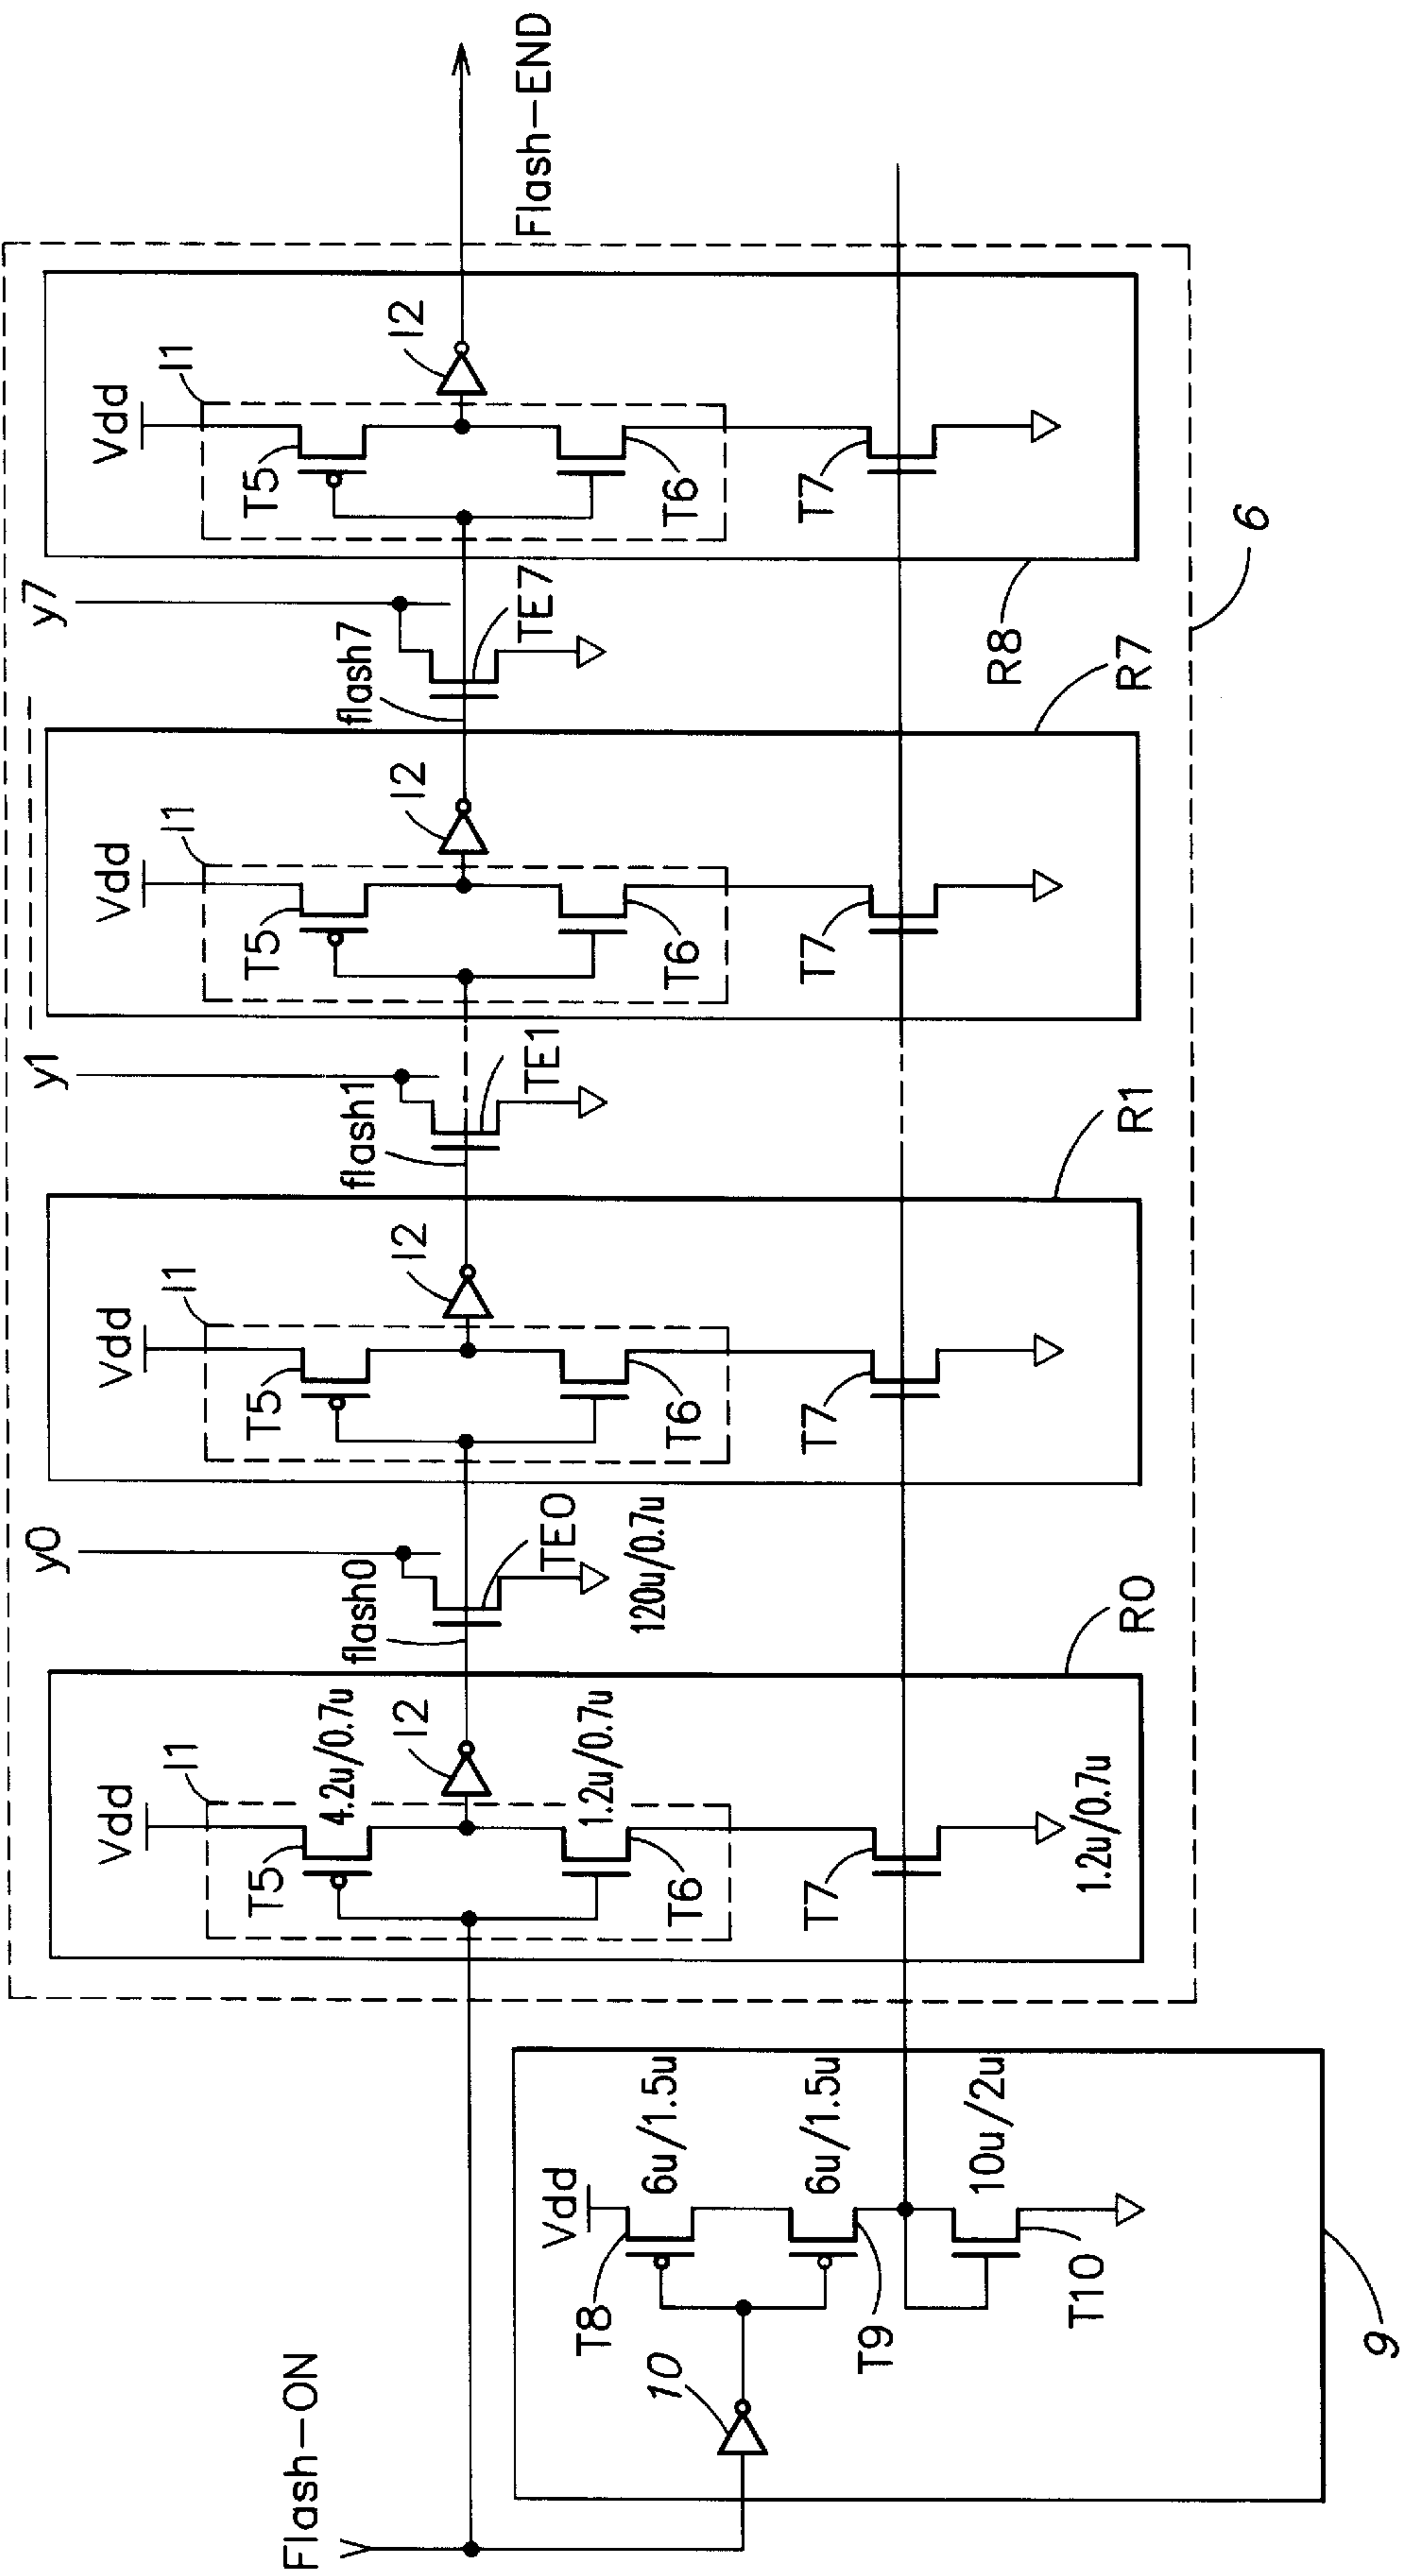 Flash-ON
10
T8
Vdd
6u/1.5u
T9
6u/1.5u
T10
10u/2u
9
Vdd
I1
T5
4.2u/0.7u
I2
T6
1.2u/0.7u
T7
1.2u/0.7u
R0
y0
flash0
TE0
120u/0.7u
Vdd
I1
T5
I2
T6
T7
R1
y1
flash1
TE1
Vdd
I1
T5
I2
T6
T7
R7
y7
flash7
TE7
Vdd
I1
T5
I2
T6
T7
R8
6
Flash-END